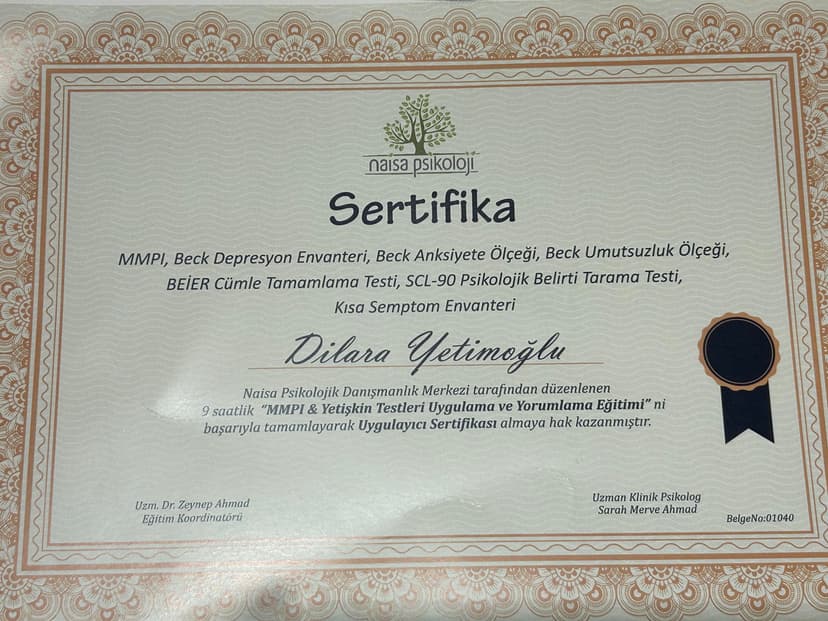 naisa psikoloji
Sertifika
MMPI, Beck Depresyon Envanteri, Beck Anksiyete Ölçeği, Beck Umutsuzluk Ölçeği,
BEİER Cümle Tamamlama Testi, SCL-90 Psikolojik Belirti Tarama Testi,
Kısa Semptom Envanteri
Dilara Yetimoğlu
Naisa Psikolojik Danışmanlık Merkezi tarafından düzenlenen
9 saatlik "MMPI & Yetişkin Testleri Uygulama ve Yorumlama Eğitimi" ni
başarıyla tamamlayarak Uygulayıcı Sertifikası almaya hak kazanmıştır.
Uzm. Dr. Zeynep Ahmad
Eğitim Koordinatörü
Uzman Klinik Psikolog
Sarah Merve Ahmad
BelgeNo:01040